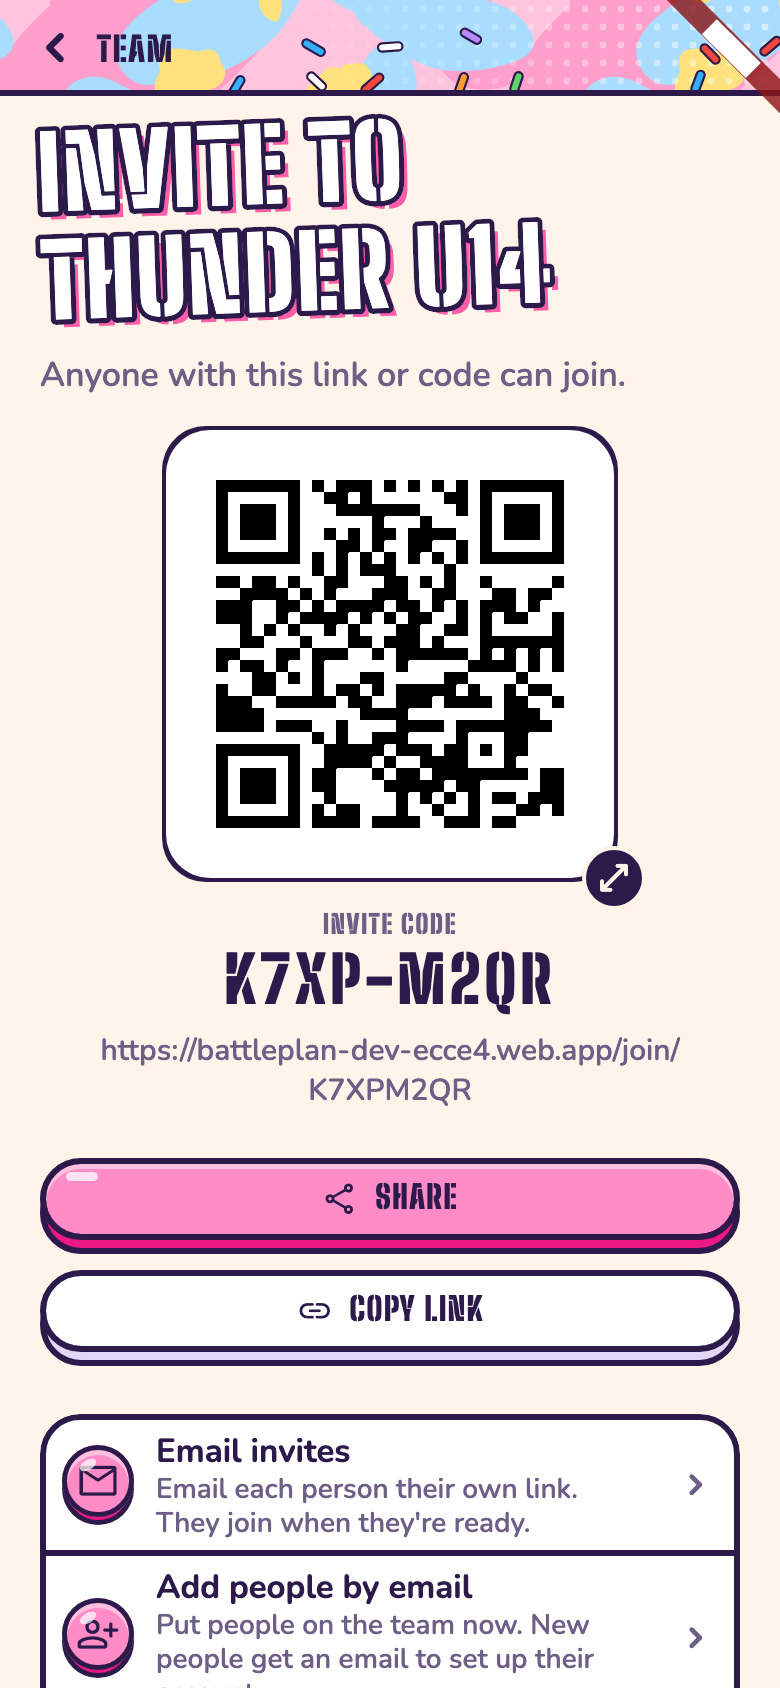 TEAM
INVITE TO
THUNDER U14
Anyone with this link or code can join.
INVITE CODE
K7XP-M2QR
https://battleplan-dev-ecce4.web.app/join/
K7XPM2QR
SHARE
COPY LINK
Email invites
Email each person their own link.
They join when they're ready.
Add people by email
Put people on the team now. New
people get an email to set up their